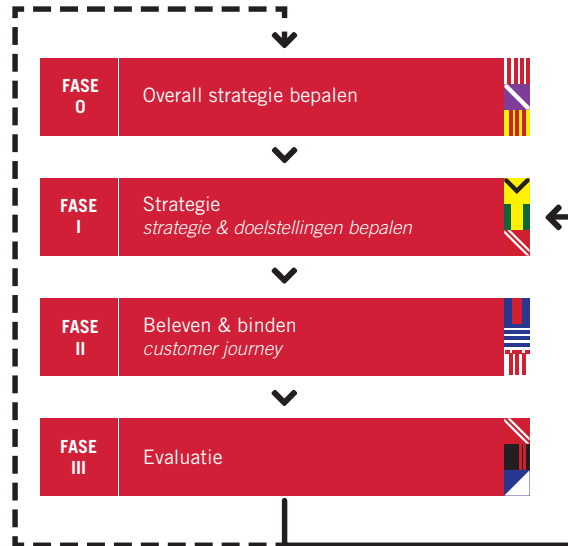 FASE
0
Overall strategie bepalen
FASE
I
Strategie
strategie & doelstellingen bepalen
FASE
II
Beleven & binden
customer journey
FASE
III
Evaluatie